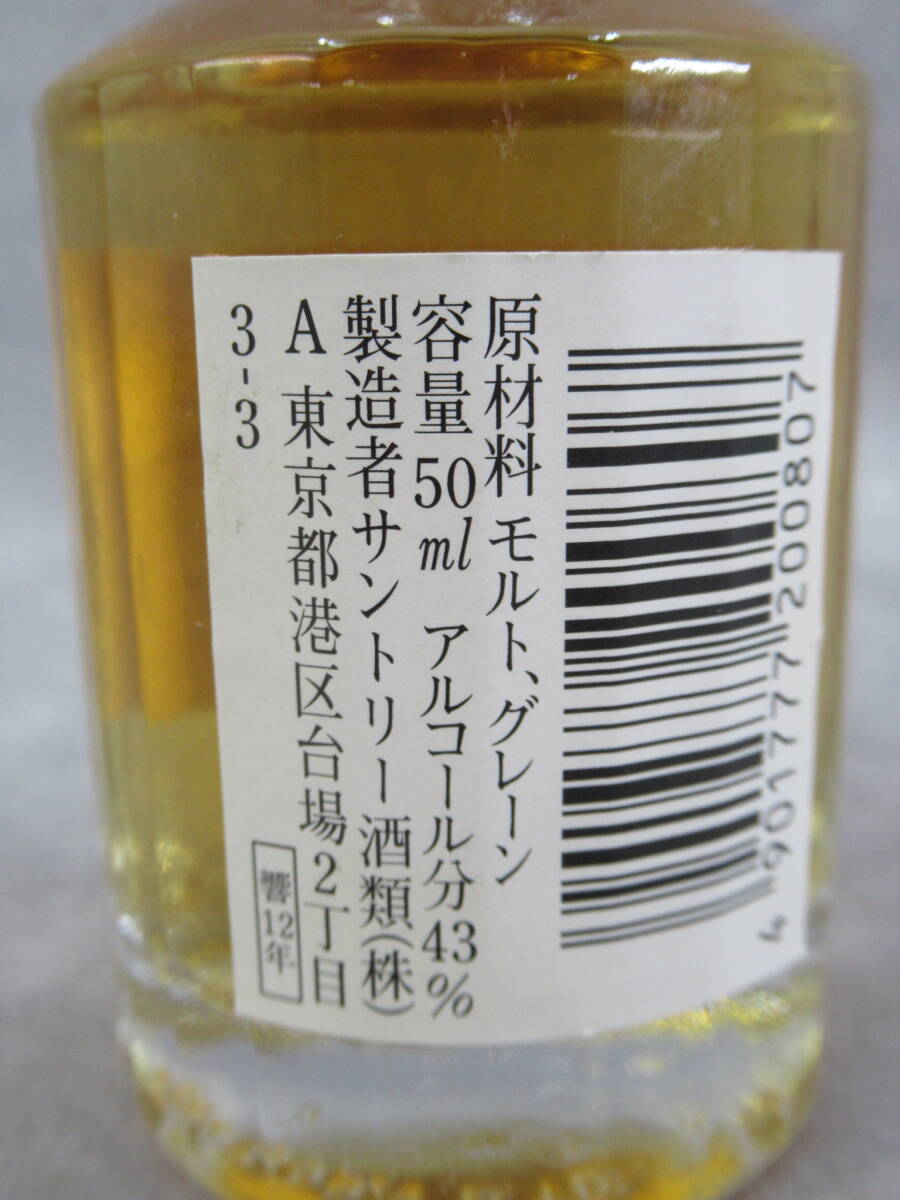 原材料 モルト、グレーン
容量 50ml アルコール分43%
製造者サントリー酒類(株)
A 東京都港区台場2丁目
3-3
響12年
4901777200807